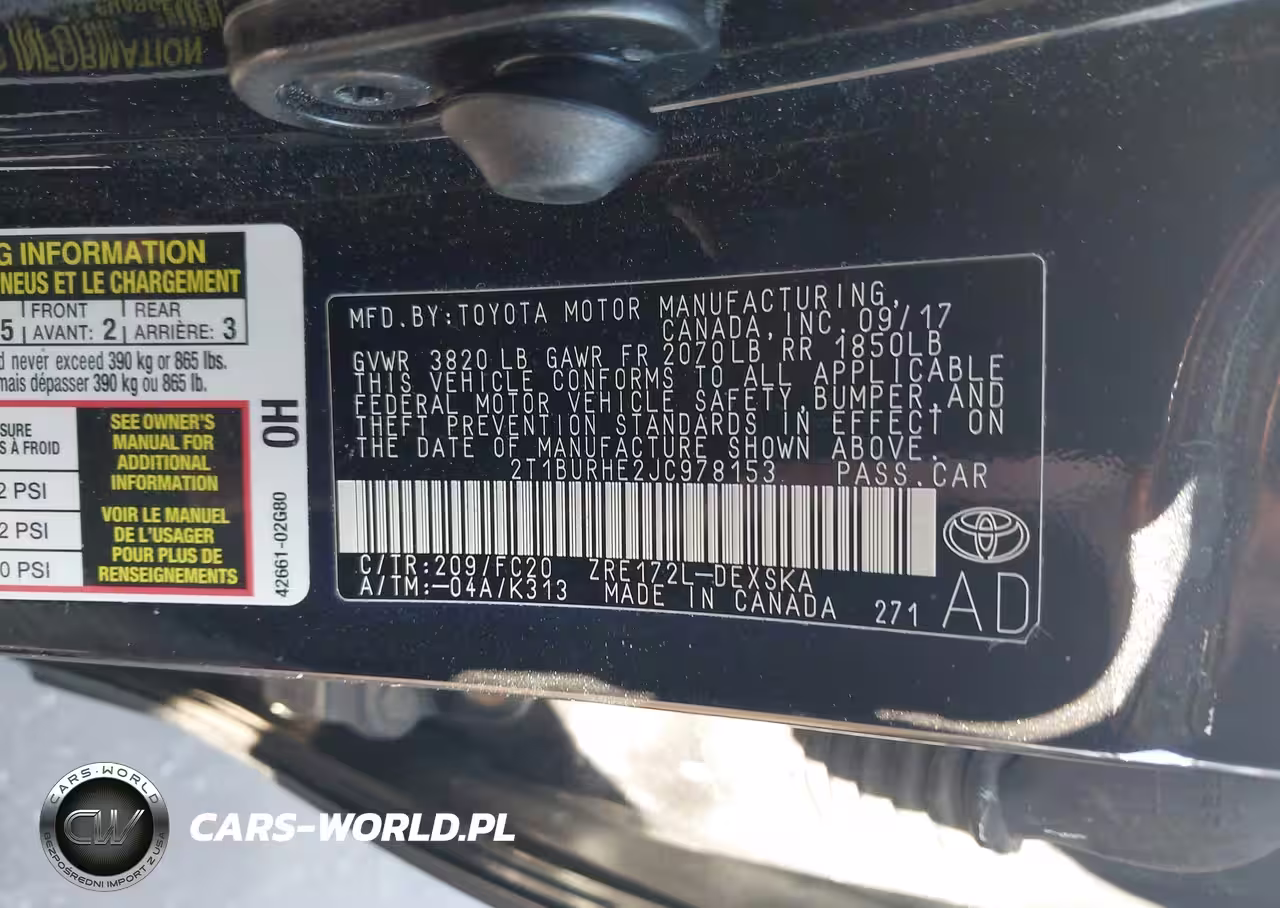 INFORMATION
G INFORMATION
NEUS ET LE CHARGEMENT
5 FRONT REAR
AVANT: 2 ARRIÈRE: 3
d never exceed 390 kg or 865 lbs.
mais dépasser 390 kg ou 865 lb.
SURE
S À FROID
2 PSI
2 PSI
0 PSI
SEE OWNER'S
MANUAL FOR
ADDITIONAL
INFORMATION
VOIR LE MANUEL
DE L'USAGER
POUR PLUS DE
RENSEIGNEMENTS
0H
42661-02G80
MFD.BY:TOYOTA MOTOR MANUFACTURING,
CANADA,INC. 09/17
GVWR 3820 LB GAWR FR 2070LB RR 1850LB
THIS VEHICLE CONFORMS TO ALL APPLICABLE
FEDERAL MOTOR VEHICLE SAFETY,BUMPER,AND
THEFT PREVENTION STANDARDS IN EFFECT ON
THE DATE OF MANUFACTURE SHOWN ABOVE.
2T1BURHE2JC978153 PASS.CAR
C/TR:209/FC20 ZRE172L-DEXSKA
A/TM:-04A/K313 MADE IN CANADA 271
AD
CARS-WORLD
CW
BEZPOŚREDNI IMPORT Z USA
CARS-WORLD.PL